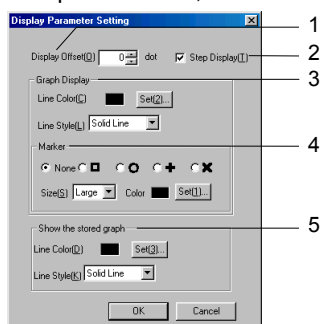 Display Parameter Setting
1
Display Offset(O) 0 dot Step Display(T)
2
Graph Display
3
Line Color(C) Set(2)...
Line Style(L) Solid Line
Marker
4
None
Size(S) Large Color Set(1)...
Show the stored graph
5
Line Color(D) Set(3)...
Line Style(K) Solid Line
OK Cancel